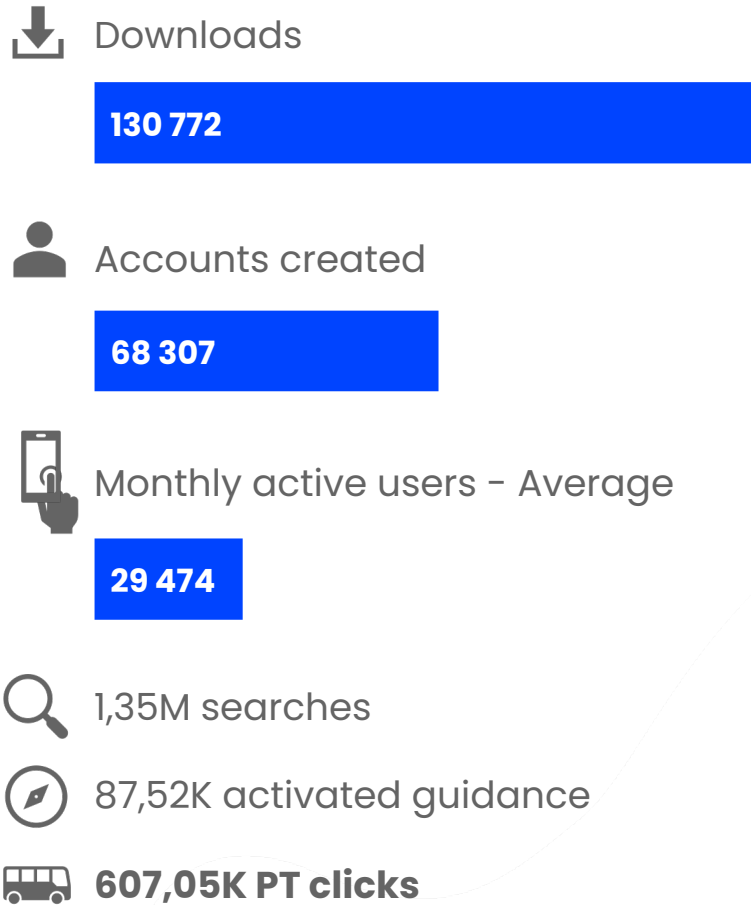 Downloads
130 772
Accounts created
68 307
Monthly active users - Average
29 474
1,35M searches
87,52K activated guidance
607,05K PT clicks